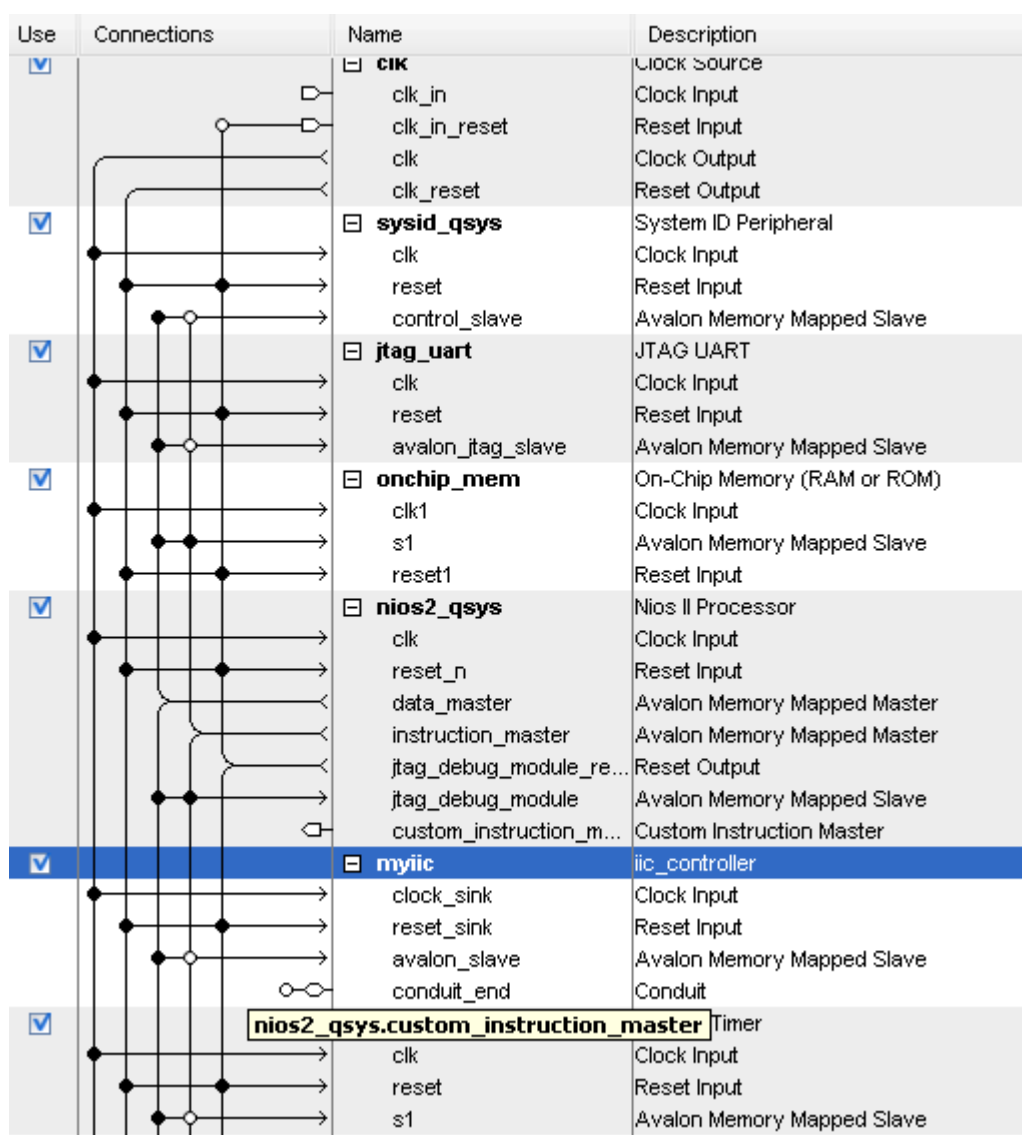 Use Connections Name Description
clk Clock Source
clk_in Clock Input
clk_in_reset Reset Input
clk Clock Output
clk_reset Reset Output
sysid_qsys System ID Peripheral
clk Clock Input
reset Reset Input
control_slave Avalon Memory Mapped Slave
jtag_uart JTAG UART
clk Clock Input
reset Reset Input
avalon_jtag_slave Avalon Memory Mapped Slave
onchip_mem On-Chip Memory (RAM or ROM)
clk1 Clock Input
s1 Avalon Memory Mapped Slave
reset1 Reset Input
nios2_qsys Nios II Processor
clk Clock Input
reset_n Reset Input
data_master Avalon Memory Mapped Master
instruction_master Avalon Memory Mapped Master
jtag_debug_module_re... Reset Output
jtag_debug_module Avalon Memory Mapped Slave
custom_instruction_m... Custom Instruction Master
myiic iic_controller
clock_sink Clock Input
reset_sink Reset Input
avalon_slave Avalon Memory Mapped Slave
conduit_end Conduit
nios2_qsys.custom_instruction_master Timer
clk Clock Input
reset Reset Input
s1 Avalon Memory Mapped Slave